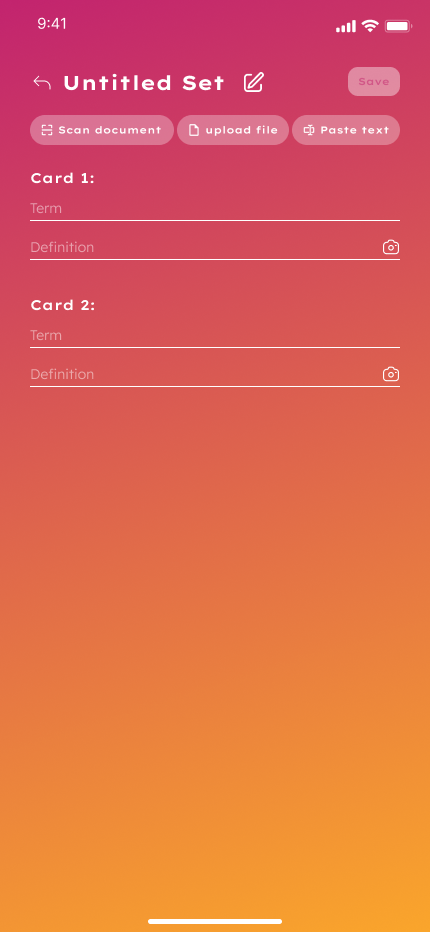 9:41
Untitled Set
Save
Scan document upload file Paste text
Card 1:
Term
Definition
Card 2:
Term
Definition